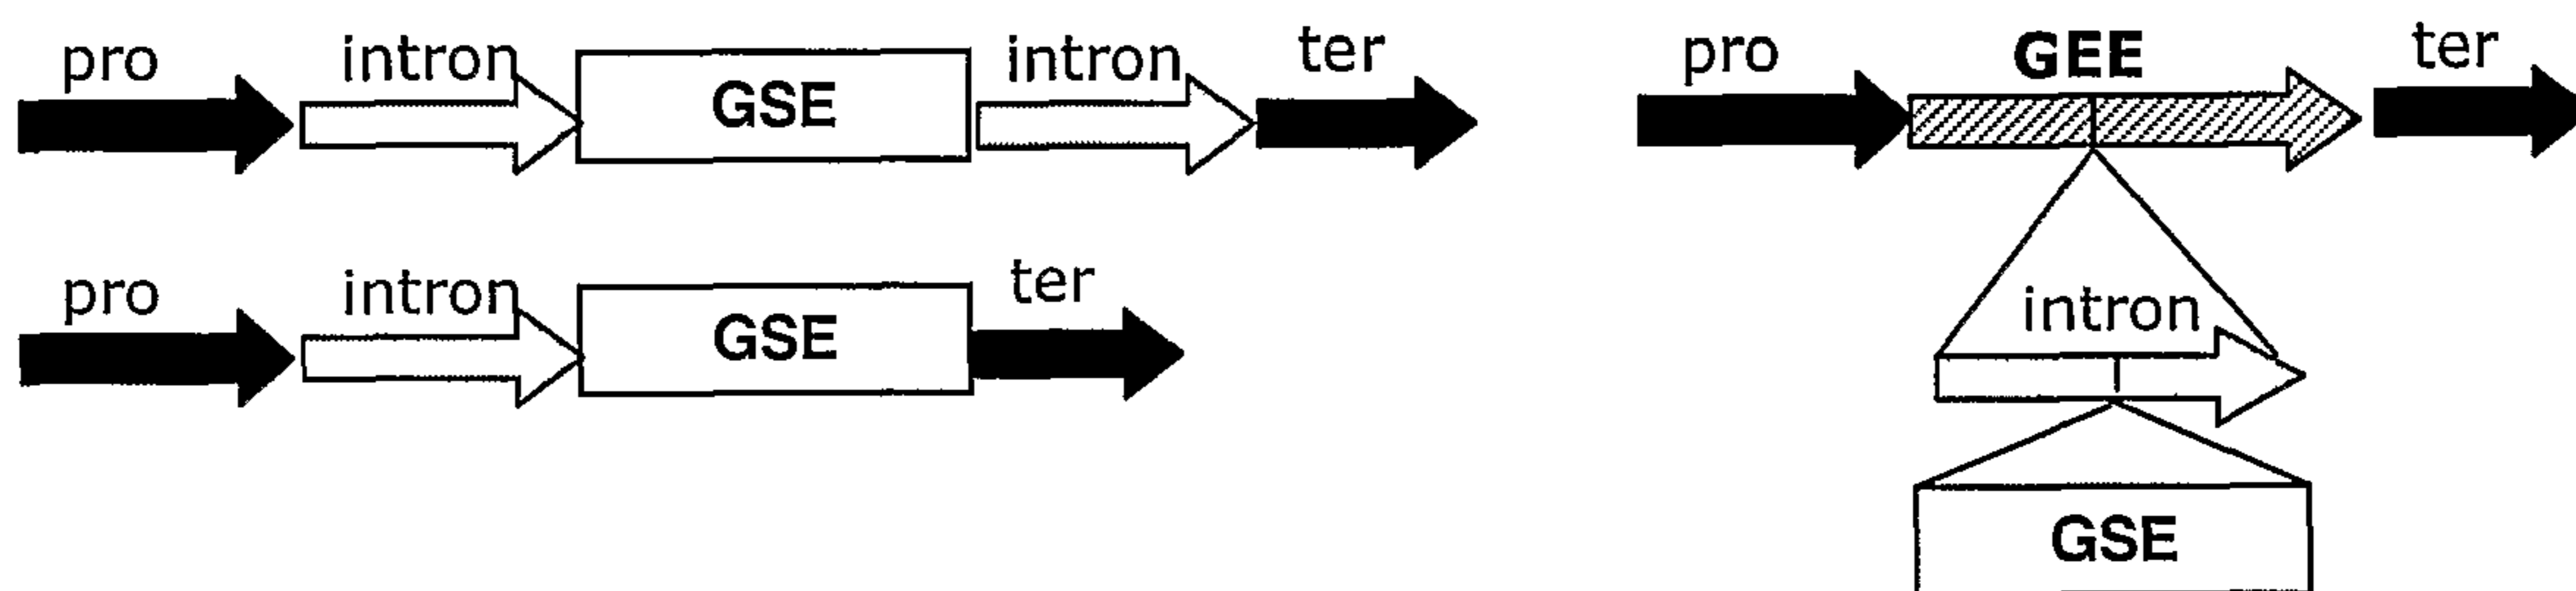 pro intron GSE intron ter
pro intron GSE ter
pro GEE ter
intron
GSE